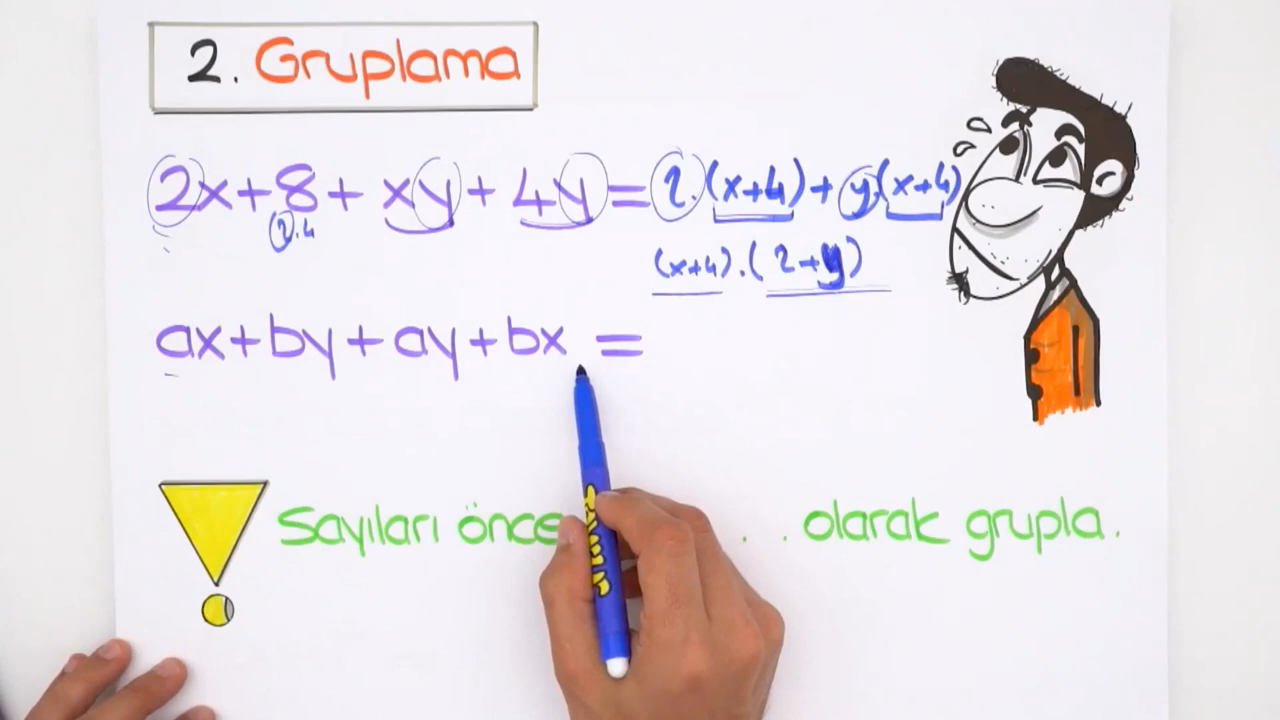 2. Gruplama
2x+8+xy+4y=2.(x+4)+y.(x+4)
2.4
(x+4).(2+y)
ax+by+ay+bx=
! Sayıları önce . . olarak grupla.